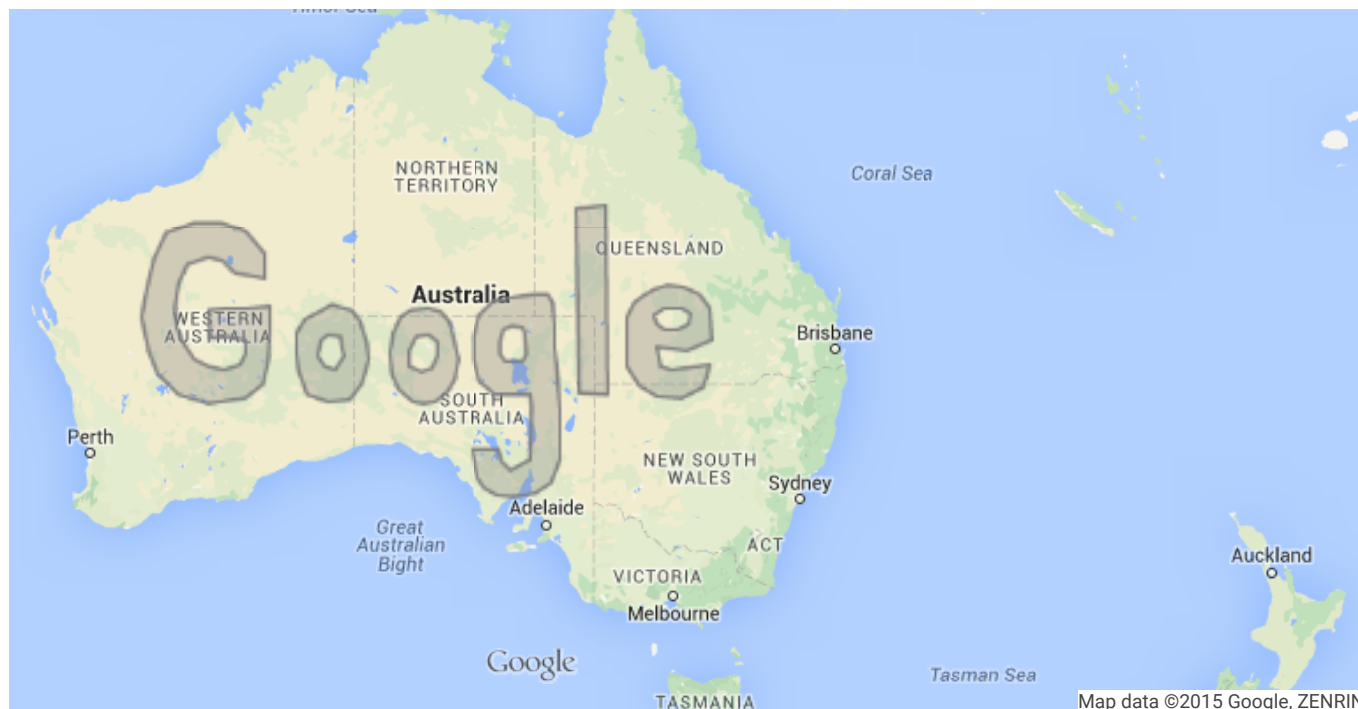 Timor Sea
NORTHERN
TERRITORY
Coral Sea
Google
QUEENSLAND
Australia
WESTERN
AUSTRALIA
Brisbane
SOUTH
AUSTRALIA
Perth
NEW SOUTH
WALES
Sydney
Adelaide
Great
Australian
Bight
ACT
Auckland
VICTORIA
Melbourne
Google
Tasman Sea
TASMANIA
Map data ©2015 Google, ZENRIN